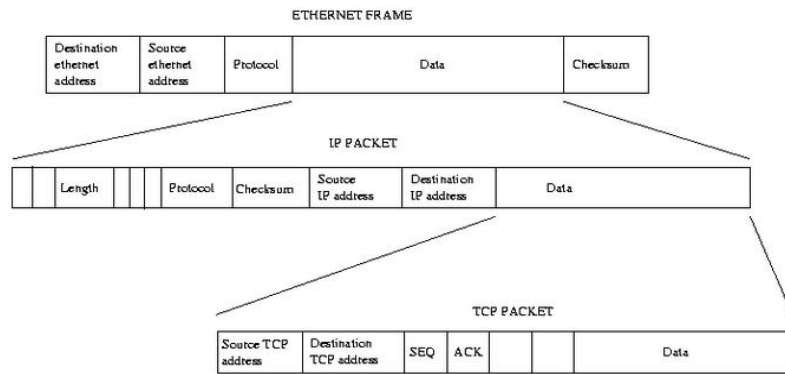 ETHERNET FRAME
Destination
ethernet
address
Source
ethernet
address
Protocol
Data
Checksum
IP PACKET
Length
Protocol
Checksum
Source
IP address
Destination
IP address
Data
TCP PACKET
Source TCP
address
Destination
TCP address
SEQ
ACK
Data